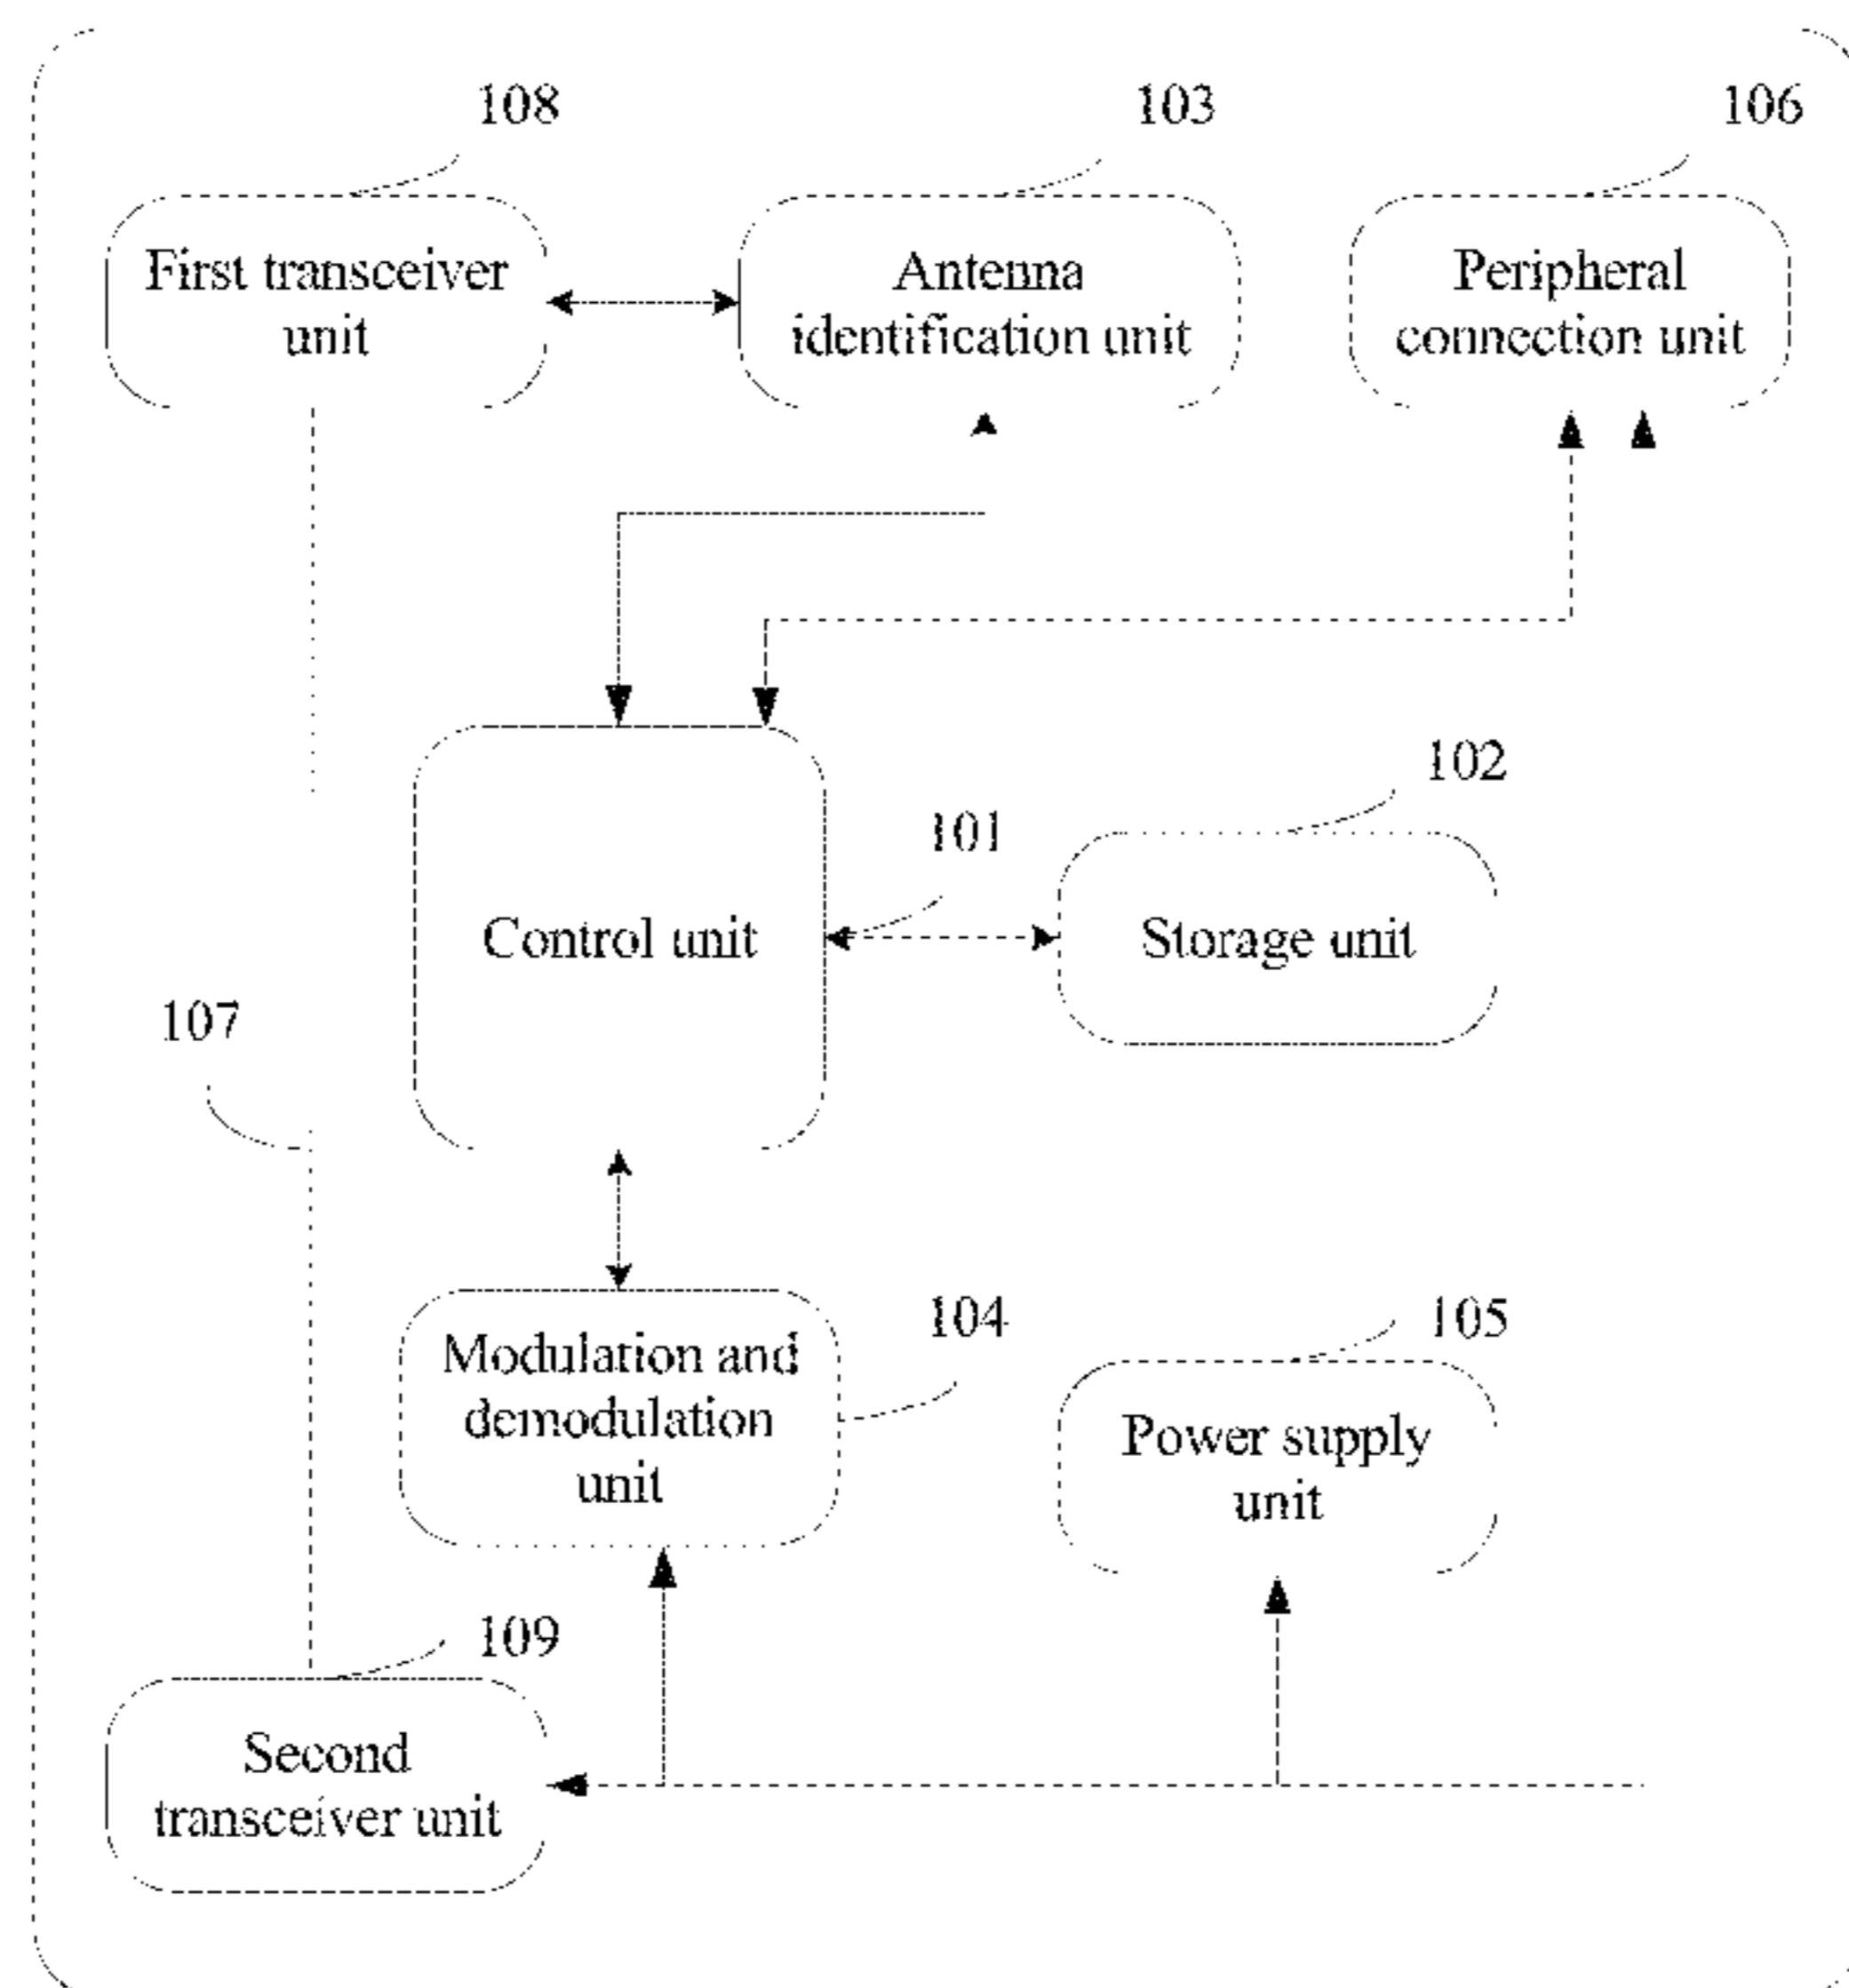 108
103
106
First transceiver
unit
Antenna
identification unit
Peripheral
connection unit
102
101
Control unit
Storage unit
107
104
105
Modulation and
demodulation
unit
Power supply
unit
109
Second
transceiver unit